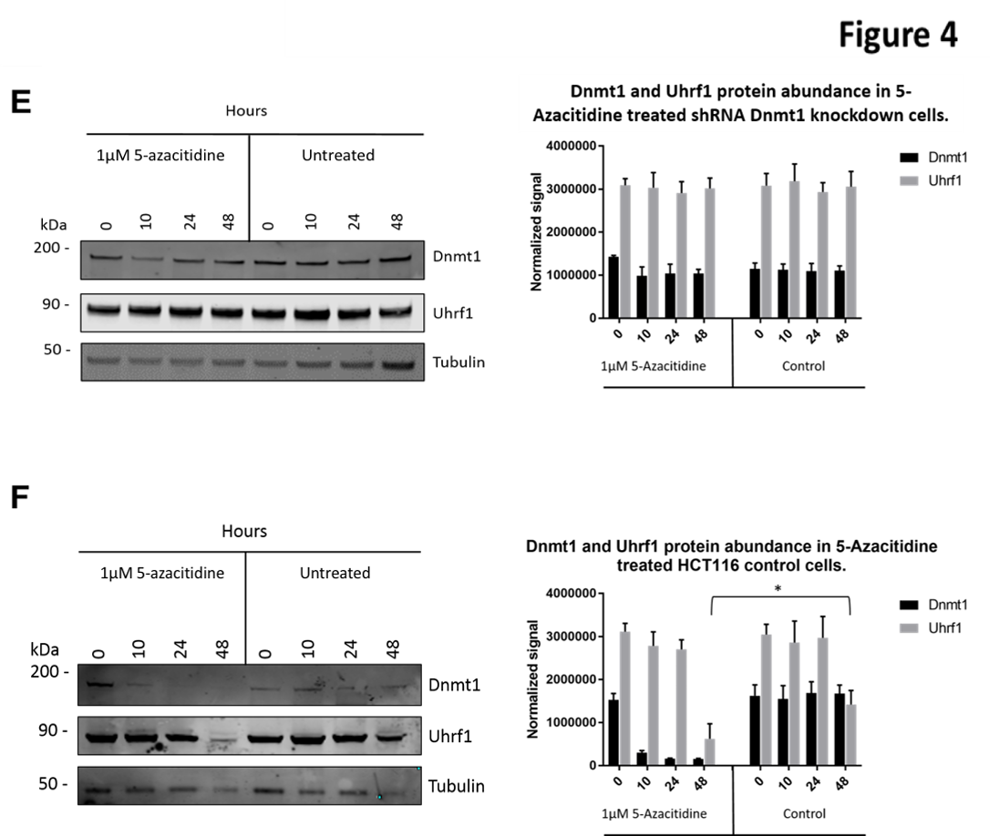 Figure 4
E
Hours
1µM 5-azacitidine
Untreated
kDa
0 10 24 48 0 10 24 48
200 -
Dnmt1
90 -
Uhrf1
50 -
Tubulin
Dnmt1 and Uhrf1 protein abundance in 5-
Azacitidine treated shRNA Dnmt1 knockdown cells.
Normalized signal
4000000
3000000
2000000
1000000
0
0 10 24 48 0 10 24 48
1µM 5-Azacitidine
Control
Dnmt1
Uhrf1
F
Hours
1µM 5-azacitidine
Untreated
kDa
0 10 24 48 0 10 24 48
200 -
Dnmt1
90 -
Uhrf1
50 -
Tubulin
Dnmt1 and Uhrf1 protein abundance in 5-Azacitidine
treated HCT116 control cells.
Normalized signal
4000000
3000000
2000000
1000000
0
*
0 10 24 48 0 10 24 48
1µM 5-Azacitidine
Control
Dnmt1
Uhrf1